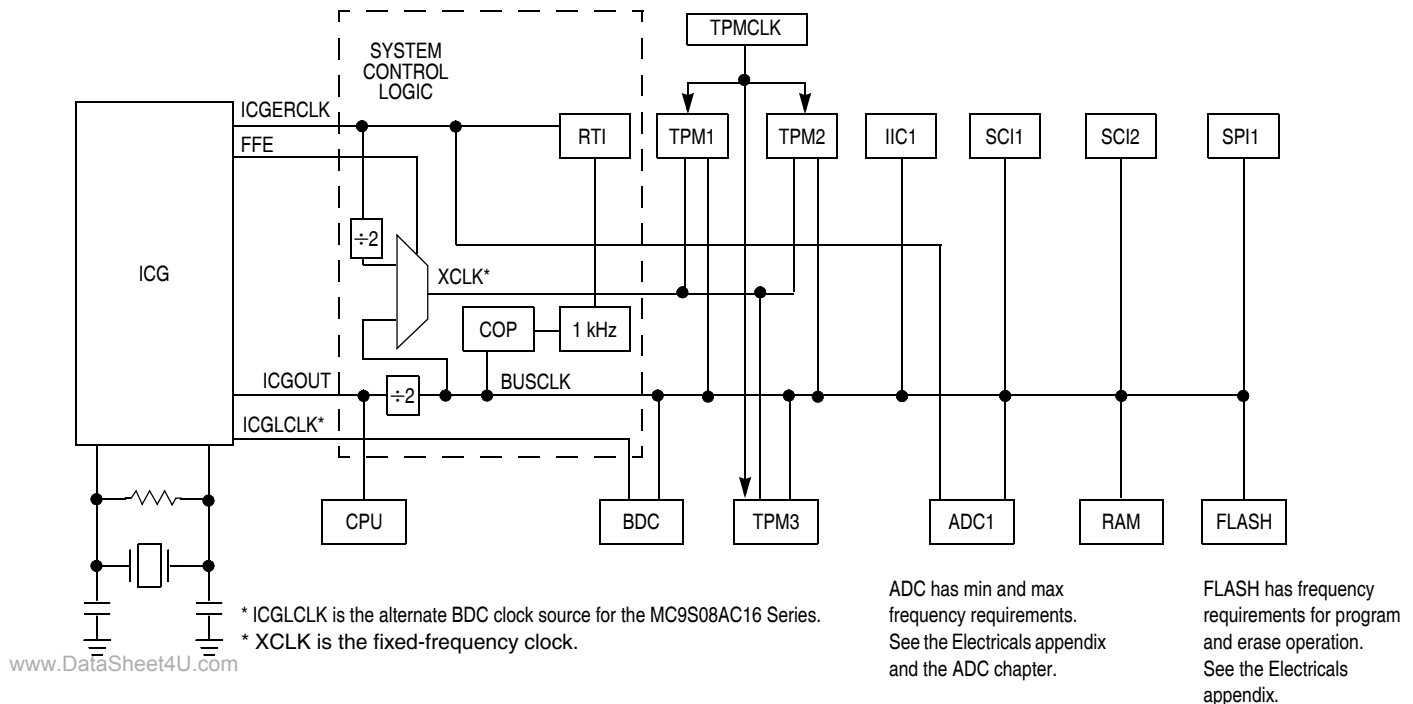 TPMCLK
SYSTEM
CONTROL
LOGIC
ICGERCLK
FFE
RTI
TPM1
TPM2
IIC1
SCI1
SCI2
SPI1
÷2
ICG
XCLK*
COP
1 kHz
ICGOUT
÷2
BUSCLK
ICGLCLK*
CPU
BDC
TPM3
ADC1
RAM
FLASH
* ICGLCLK is the alternate BDC clock source for the MC9S08AC16 Series.
* XCLK is the fixed-frequency clock.
ADC has min and max
frequency requirements.
See the Electricals appendix
and the ADC chapter.
FLASH has frequency
requirements for program
and erase operation.
See the Electricals
appendix.
www.DataSheet4U.com